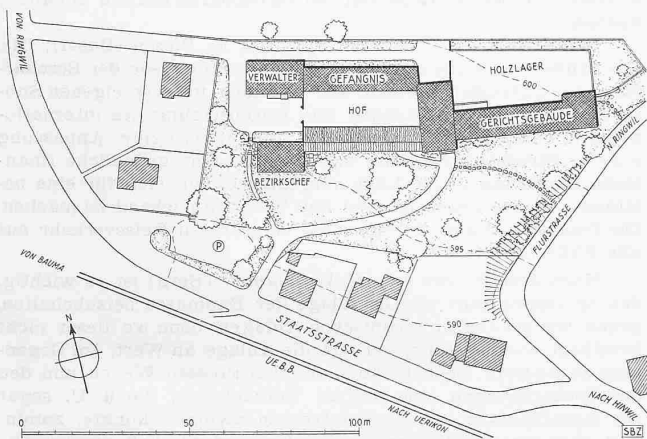 VON RINGWIL
VERWALTER
GEFÄNGNIS
HOLZLAGER
600
HOF
GERICHTSGEBÄUDE
N. RINGWIL
BEZIRKSCHEF
FLURSTRASSE
P
595
VON BAUMA
STAATSSTRASSE
590
UE.B.B.
N
NACH UERIKON
NACH HINWIL
0 50 100 m
SBZ